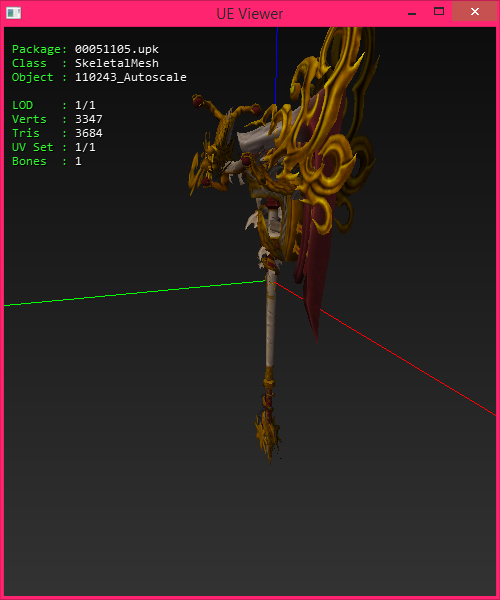 UE Viewer
Package: 00051105.upk
Class  : SkeletalMesh
Object : 110243_Autoscale
LOD    : 1/1
Verts  : 3347
Tris   : 3684
UV Set : 1/1
Bones  : 1